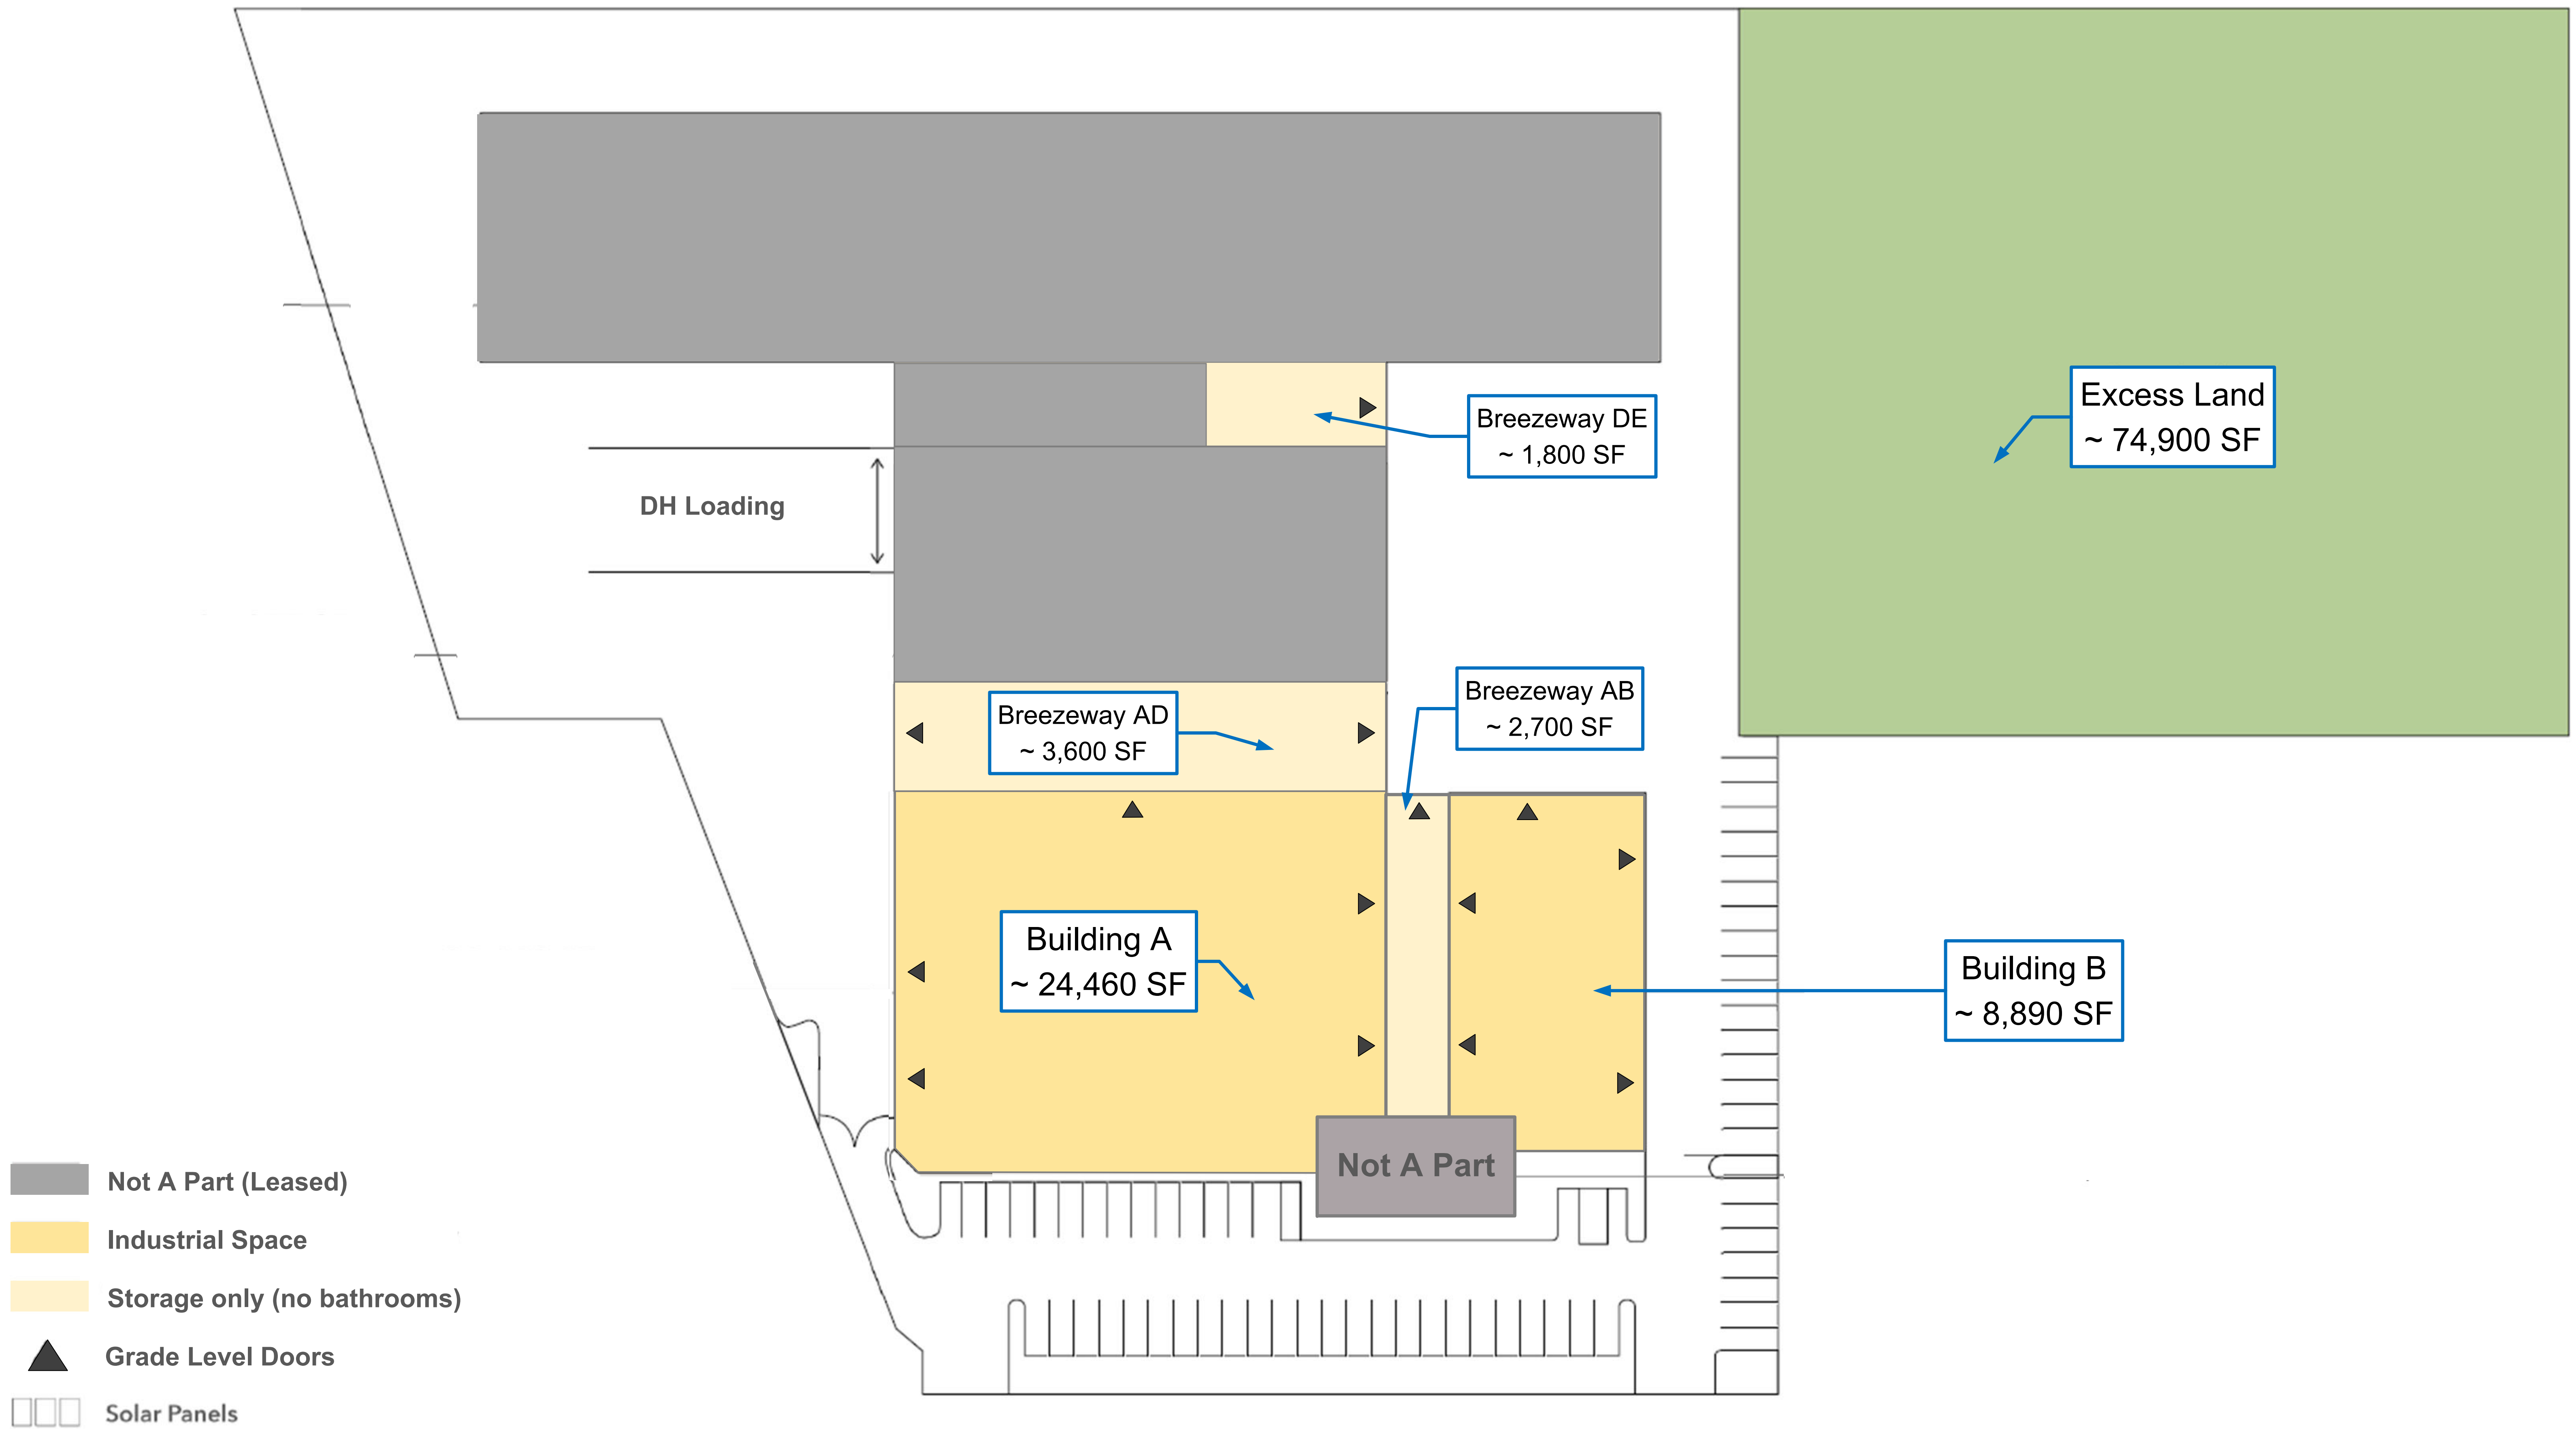 Excess Land
~ 74,900 SF
Breezeway DE
~ 1,800 SF
DH Loading
Breezeway AD
~ 3,600 SF
Breezeway AB
~ 2,700 SF
Building A
~ 24,460 SF
Building B
~ 8,890 SF
Not A Part
Not A Part (Leased)
Industrial Space
Storage only (no bathrooms)
Grade Level Doors
Solar Panels